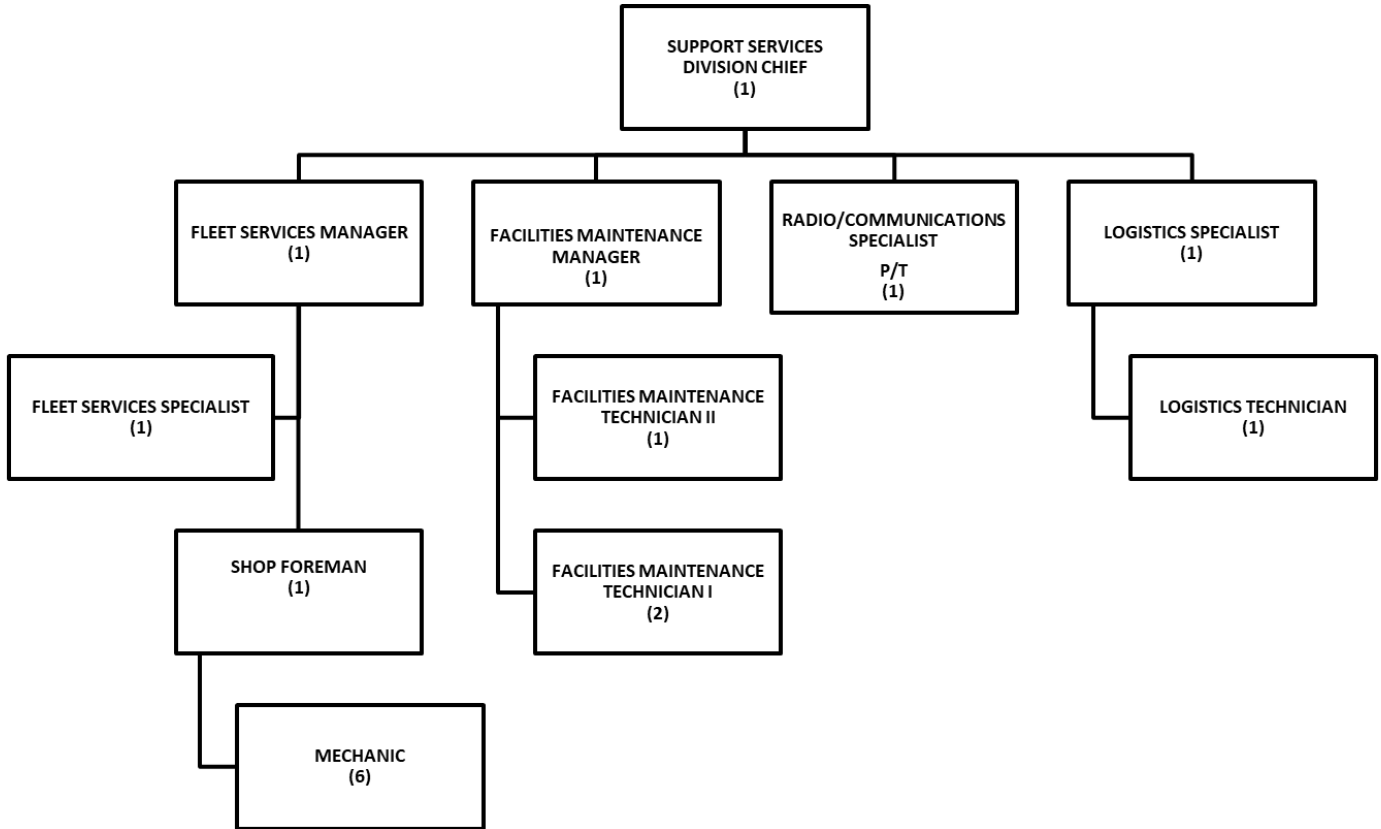 SUPPORT SERVICES
DIVISION CHIEF
(1)
FLEET SERVICES MANAGER
(1)
FACILITIES MAINTENANCE
MANAGER
(1)
RADIO/COMMUNICATIONS
SPECIALIST
P/T
(1)
LOGISTICS SPECIALIST
(1)
FLEET SERVICES SPECIALIST
(1)
FACILITIES MAINTENANCE
TECHNICIAN II
(1)
LOGISTICS TECHNICIAN
(1)
SHOP FOREMAN
(1)
FACILITIES MAINTENANCE
TECHNICIAN I
(2)
MECHANIC
(6)